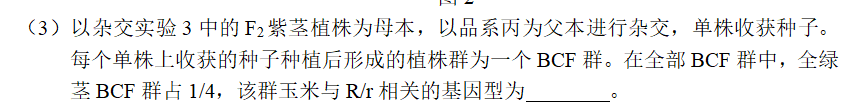 图 2
（3）以杂交实验 3 中的 F₂紫茎植株为母本，以品系丙为父本进行杂交，单株收获种子。
每个单株上收获的种子种植后形成的植株群为一个 BCF 群。在全部 BCF 群中，全绿
茎 BCF 群占 1/4，该群玉米与 R/r 相关的基因型为________。